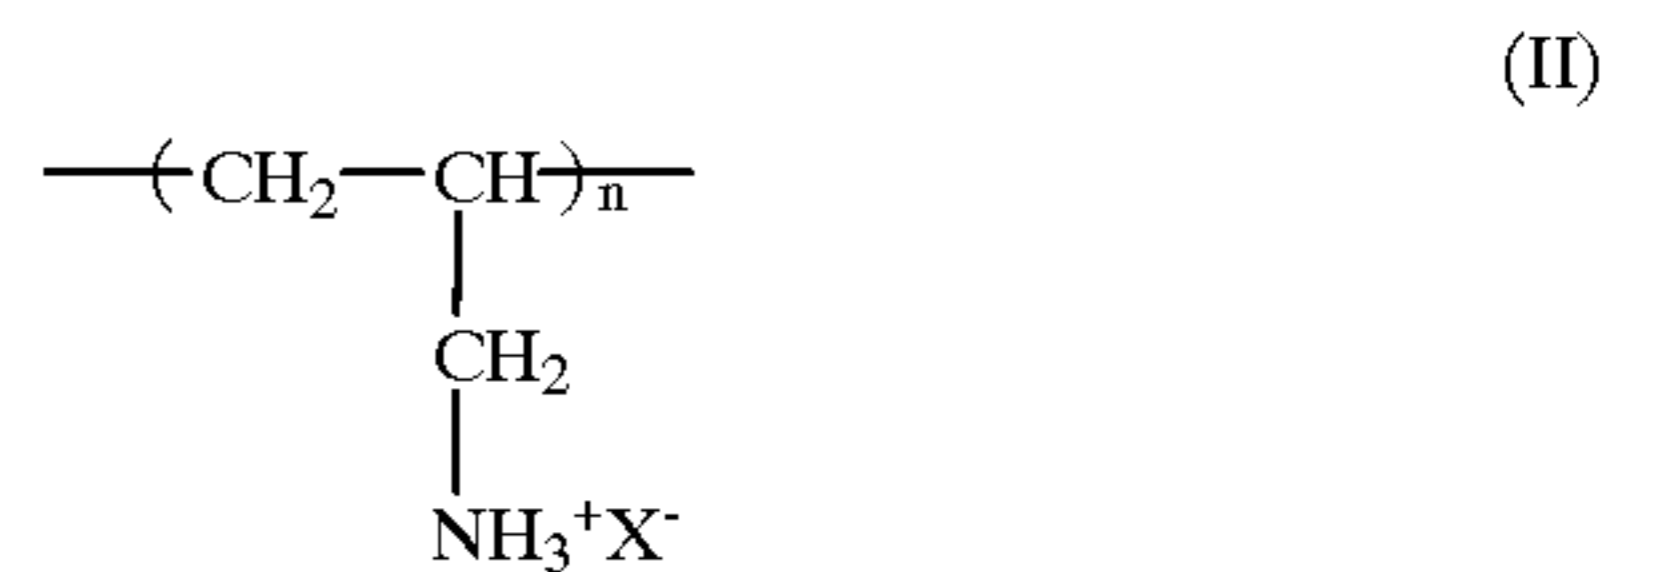 (II)
—(CH₂—CH)ₙ—
CH₂
NH₃⁺X⁻